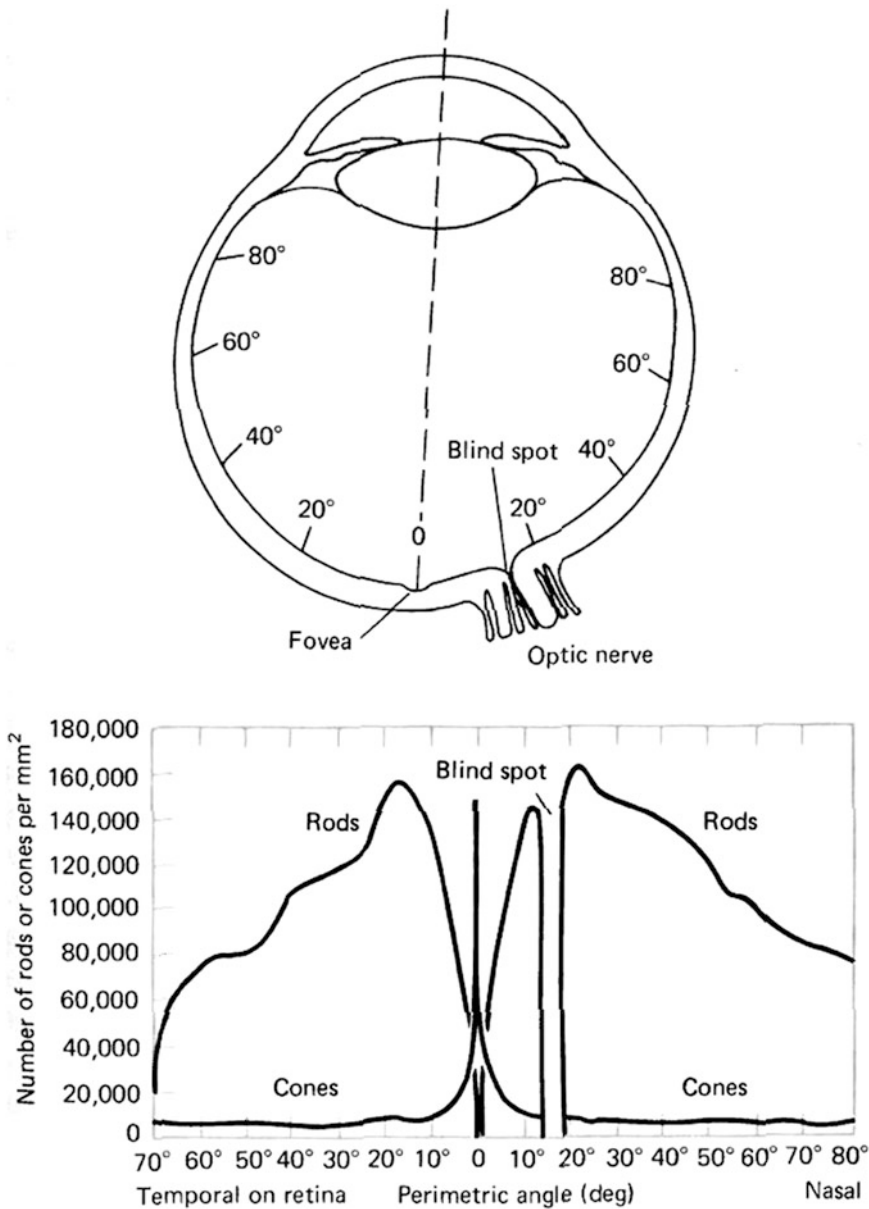 80°
80°
60°
60°
40°
Blind spot
40°
20°
0
20°
Fovea
Optic nerve
Number of rods or cones per mm²
180,000
160,000
140,000
120,000
100,000
80,000
60,000
40,000
20,000
0
Blind spot
Rods
Rods
Cones
Cones
70° 60° 50° 40° 30° 20° 10° 0 10° 20° 30° 40° 50° 60° 70° 80°
Temporal on retina Perimetric angle (deg) Nasal